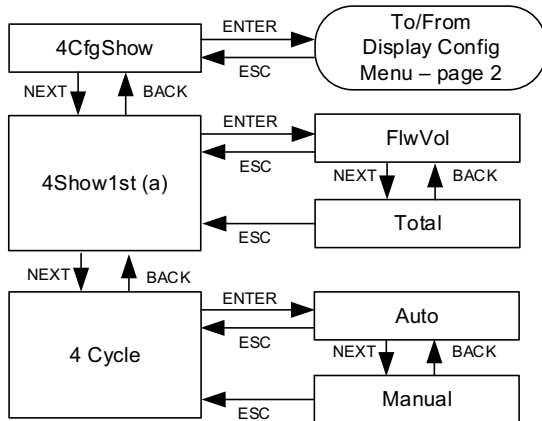 4CfgShow
ENTER
ESC
To/From
Display Config
Menu – page 2
NEXT
BACK
4Show1st (a)
ENTER
ESC
FlwVol
NEXT
BACK
ESC
Total
NEXT
BACK
4 Cycle
ENTER
ESC
Auto
NEXT
BACK
ESC
Manual